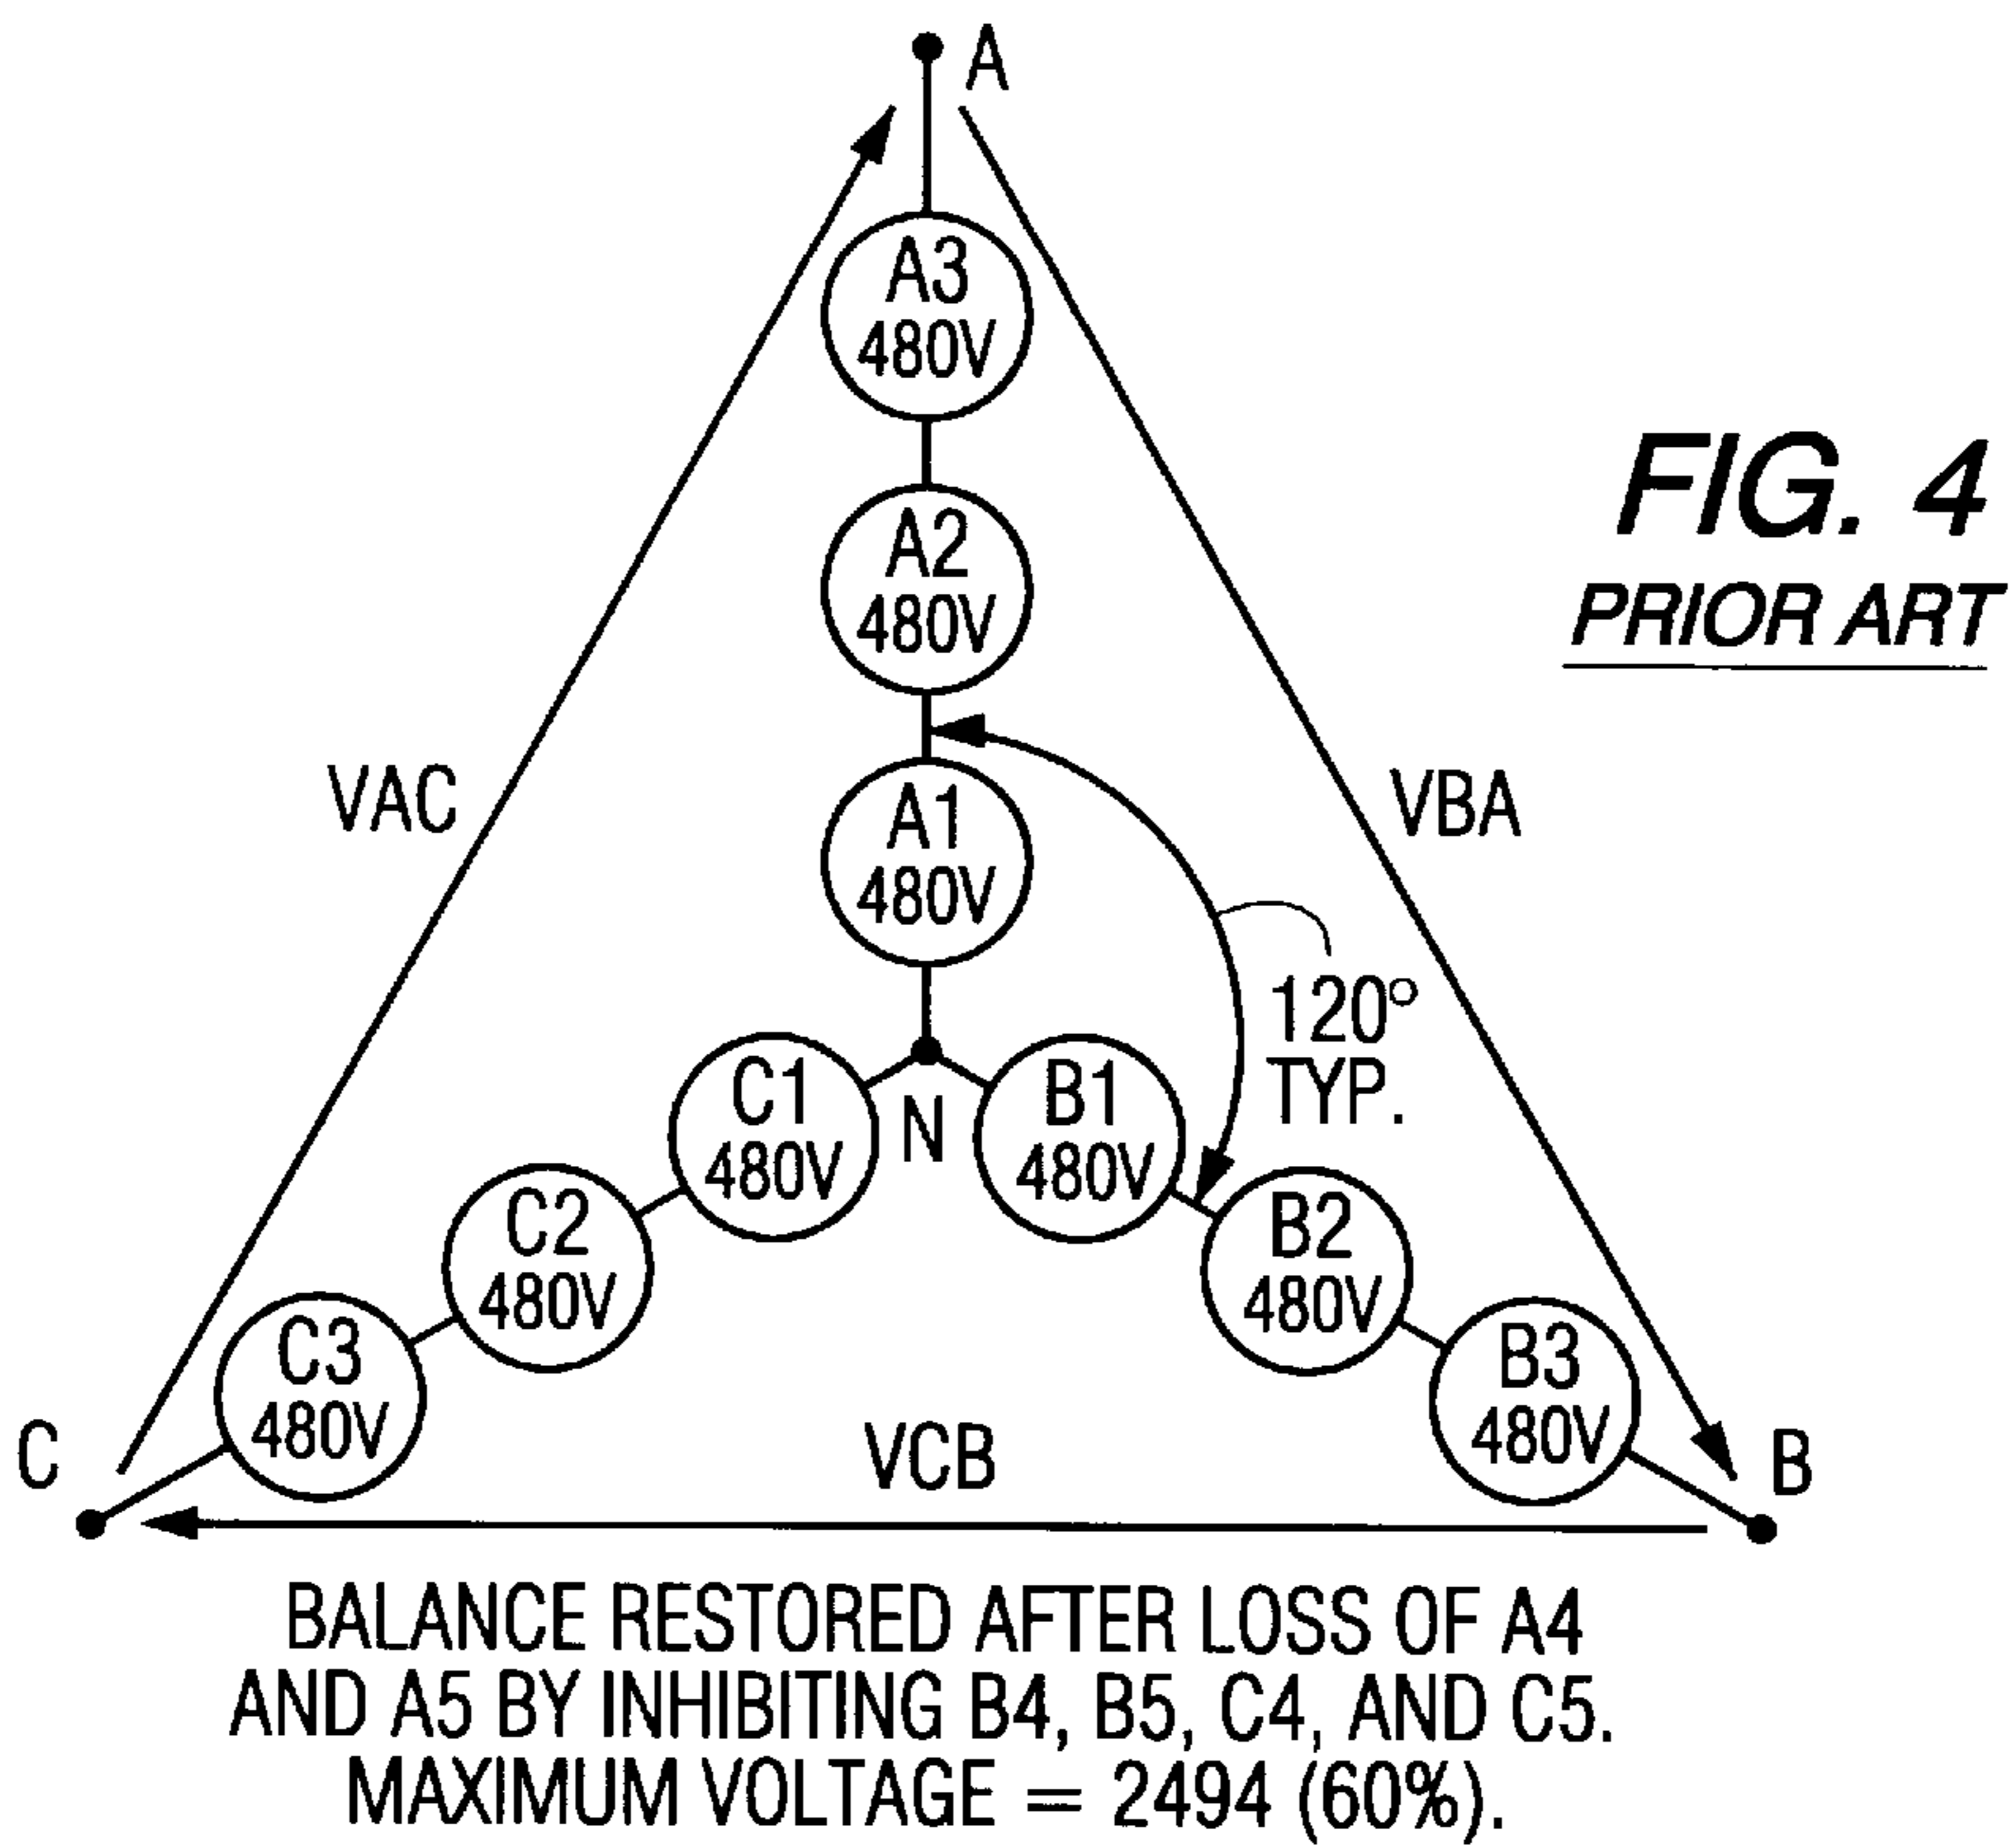 A
A3
480V
FIG. 4
A2
480V
PRIOR ART
VAC
A1
480V
VBA
120°
TYP.
C1
480V
N
B1
480V
C2
480V
B2
480V
C3
480V
B3
480V
C
VCB
B
BALANCE RESTORED AFTER LOSS OF A4
AND A5 BY INHIBITING B4, B5, C4, AND C5.
MAXIMUM VOLTAGE = 2494 (60%).